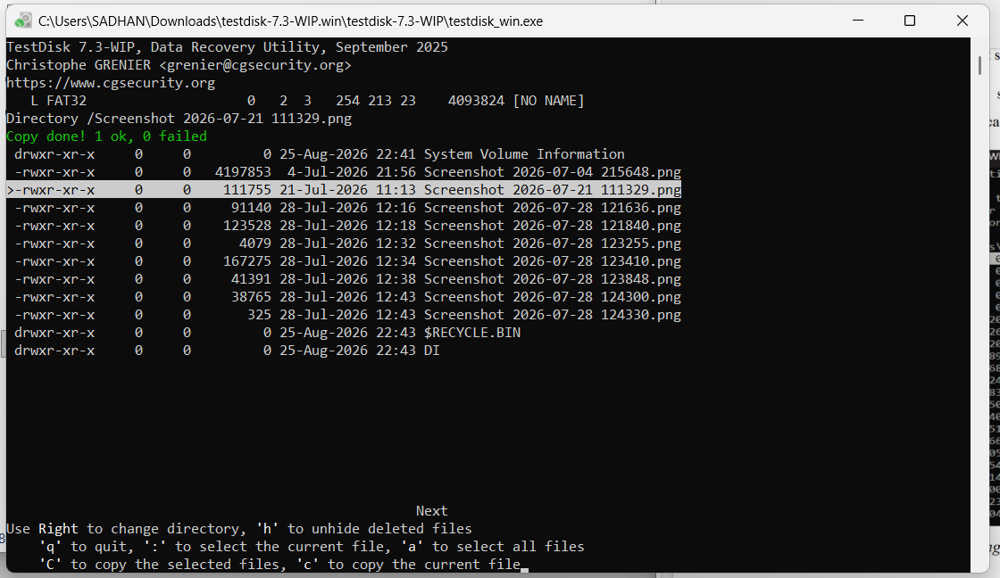 C:\Users\SADHAN\Downloads\testdisk-7.3-WIP.win\testdisk-7.3-WIP\testdisk_win.exe
TestDisk 7.3-WIP, Data Recovery Utility, September 2025
Christophe GRENIER <grenier@cgsecurity.org>
https://www.cgsecurity.org
L FAT32 0 2 3 254 213 23 4093824 [NO NAME]
Directory /Screenshot 2026-07-21 111329.png
Copy done! 1 ok, 0 failed
drwxr-xr-x 0 0 0 25-Aug-2026 22:41 System Volume Information
-rwxr-xr-x 0 0 4197853 4-Jul-2026 21:56 Screenshot 2026-07-04 215648.png
>-rwxr-xr-x 0 0 111755 21-Jul-2026 11:13 Screenshot 2026-07-21 111329.png
-rwxr-xr-x 0 0 91140 28-Jul-2026 12:16 Screenshot 2026-07-28 121636.png
-rwxr-xr-x 0 0 123528 28-Jul-2026 12:18 Screenshot 2026-07-28 121840.png
-rwxr-xr-x 0 0 4079 28-Jul-2026 12:32 Screenshot 2026-07-28 123255.png
-rwxr-xr-x 0 0 167275 28-Jul-2026 12:34 Screenshot 2026-07-28 123410.png
-rwxr-xr-x 0 0 41391 28-Jul-2026 12:38 Screenshot 2026-07-28 123848.png
-rwxr-xr-x 0 0 38765 28-Jul-2026 12:43 Screenshot 2026-07-28 124300.png
-rwxr-xr-x 0 0 325 28-Jul-2026 12:43 Screenshot 2026-07-28 124330.png
drwxr-xr-x 0 0 0 25-Aug-2026 22:43 $RECYCLE.BIN
drwxr-xr-x 0 0 0 25-Aug-2026 22:43 DI
Next
Use Right to change directory, 'h' to unhide deleted files
'q' to quit, ':' to select the current file, 'a' to select all files
'C' to copy the selected files, 'c' to copy the current file